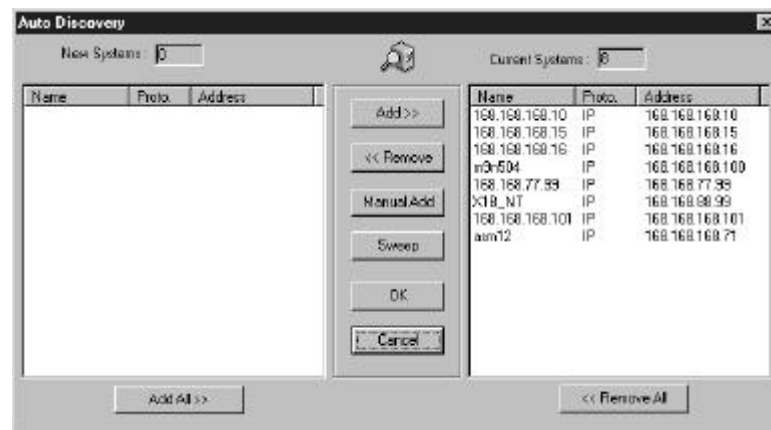 Auto Discovery
New Systems: 0
Current Systems: 8
Name Proto. Address
Add >>
<< Remove
Manual Add
Sweep
OK
Cancel
Name Proto. Address
168.168.168.10 IP 168.168.168.10
168.168.168.15 IP 168.168.168.15
168.168.168.16 IP 168.168.168.16
m9n504 IP 168.168.168.100
168.168.77.99 IP 168.168.77.99
X1B_NT IP 168.168.88.99
168.168.168.101 IP 168.168.168.101
asm12 IP 168.168.168.71
Add All >>
<< Remove All